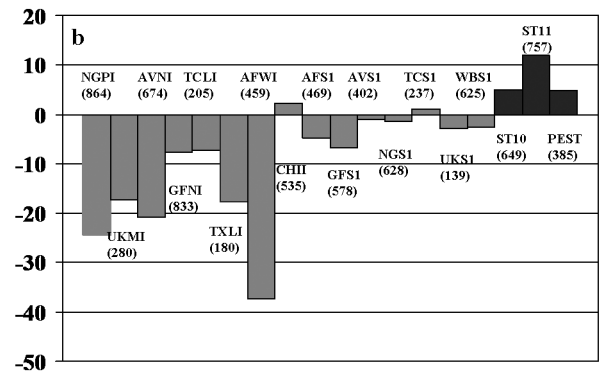 20
10
0
-10
-20
-30
-40
-50
b
NGPI
(864)
UKMI
(280)
AVNI
(674)
GFNI
(833)
TCLI
(205)
TXLI
(180)
AFWI
(459)
CHII
(535)
AFS1
(469)
GFS1
(578)
AVS1
(402)
NGS1
(628)
TCS1
(237)
UKS1
(139)
WBS1
(625)
ST10
(649)
ST11
(757)
PEST
(385)